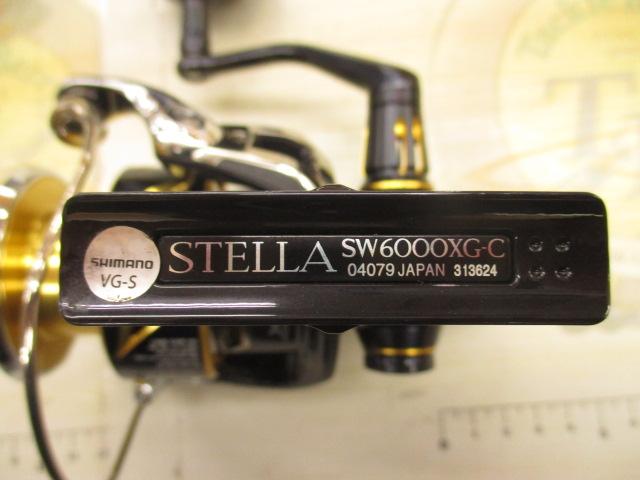 SHIMANO
VG-S
STELLA SW6000XG-C
04079 JAPAN 313624